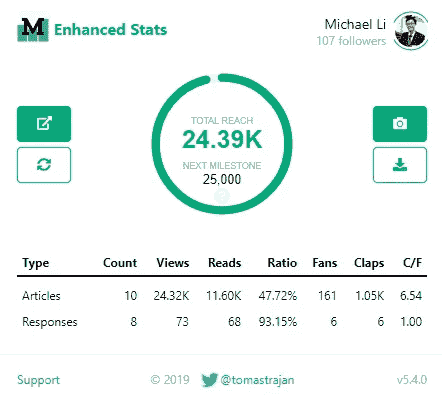 M Enhanced Stats
Michael Li
107 followers
TOTAL REACH
24.39K
NEXT MILESTONE
25,000
Type Count Views Reads Ratio Fans Claps C/F
Articles 10 24.32K 11.60K 47.72% 161 1.05K 6.54
Responses 8 73 68 93.15% 6 6 1.00
Support © 2019 @tomastrajan v5.4.0